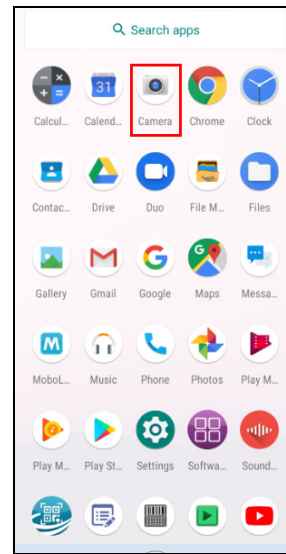 Search apps
31
Calcul... Calend... Camera Chrome Clock
Contac... Drive Duo File M... Files
G
Gallery Gmail Google Maps Messa...
M
MoboL... Music Phone Photos Play M...
Play M... Play St... Settings Softwa... Sound...